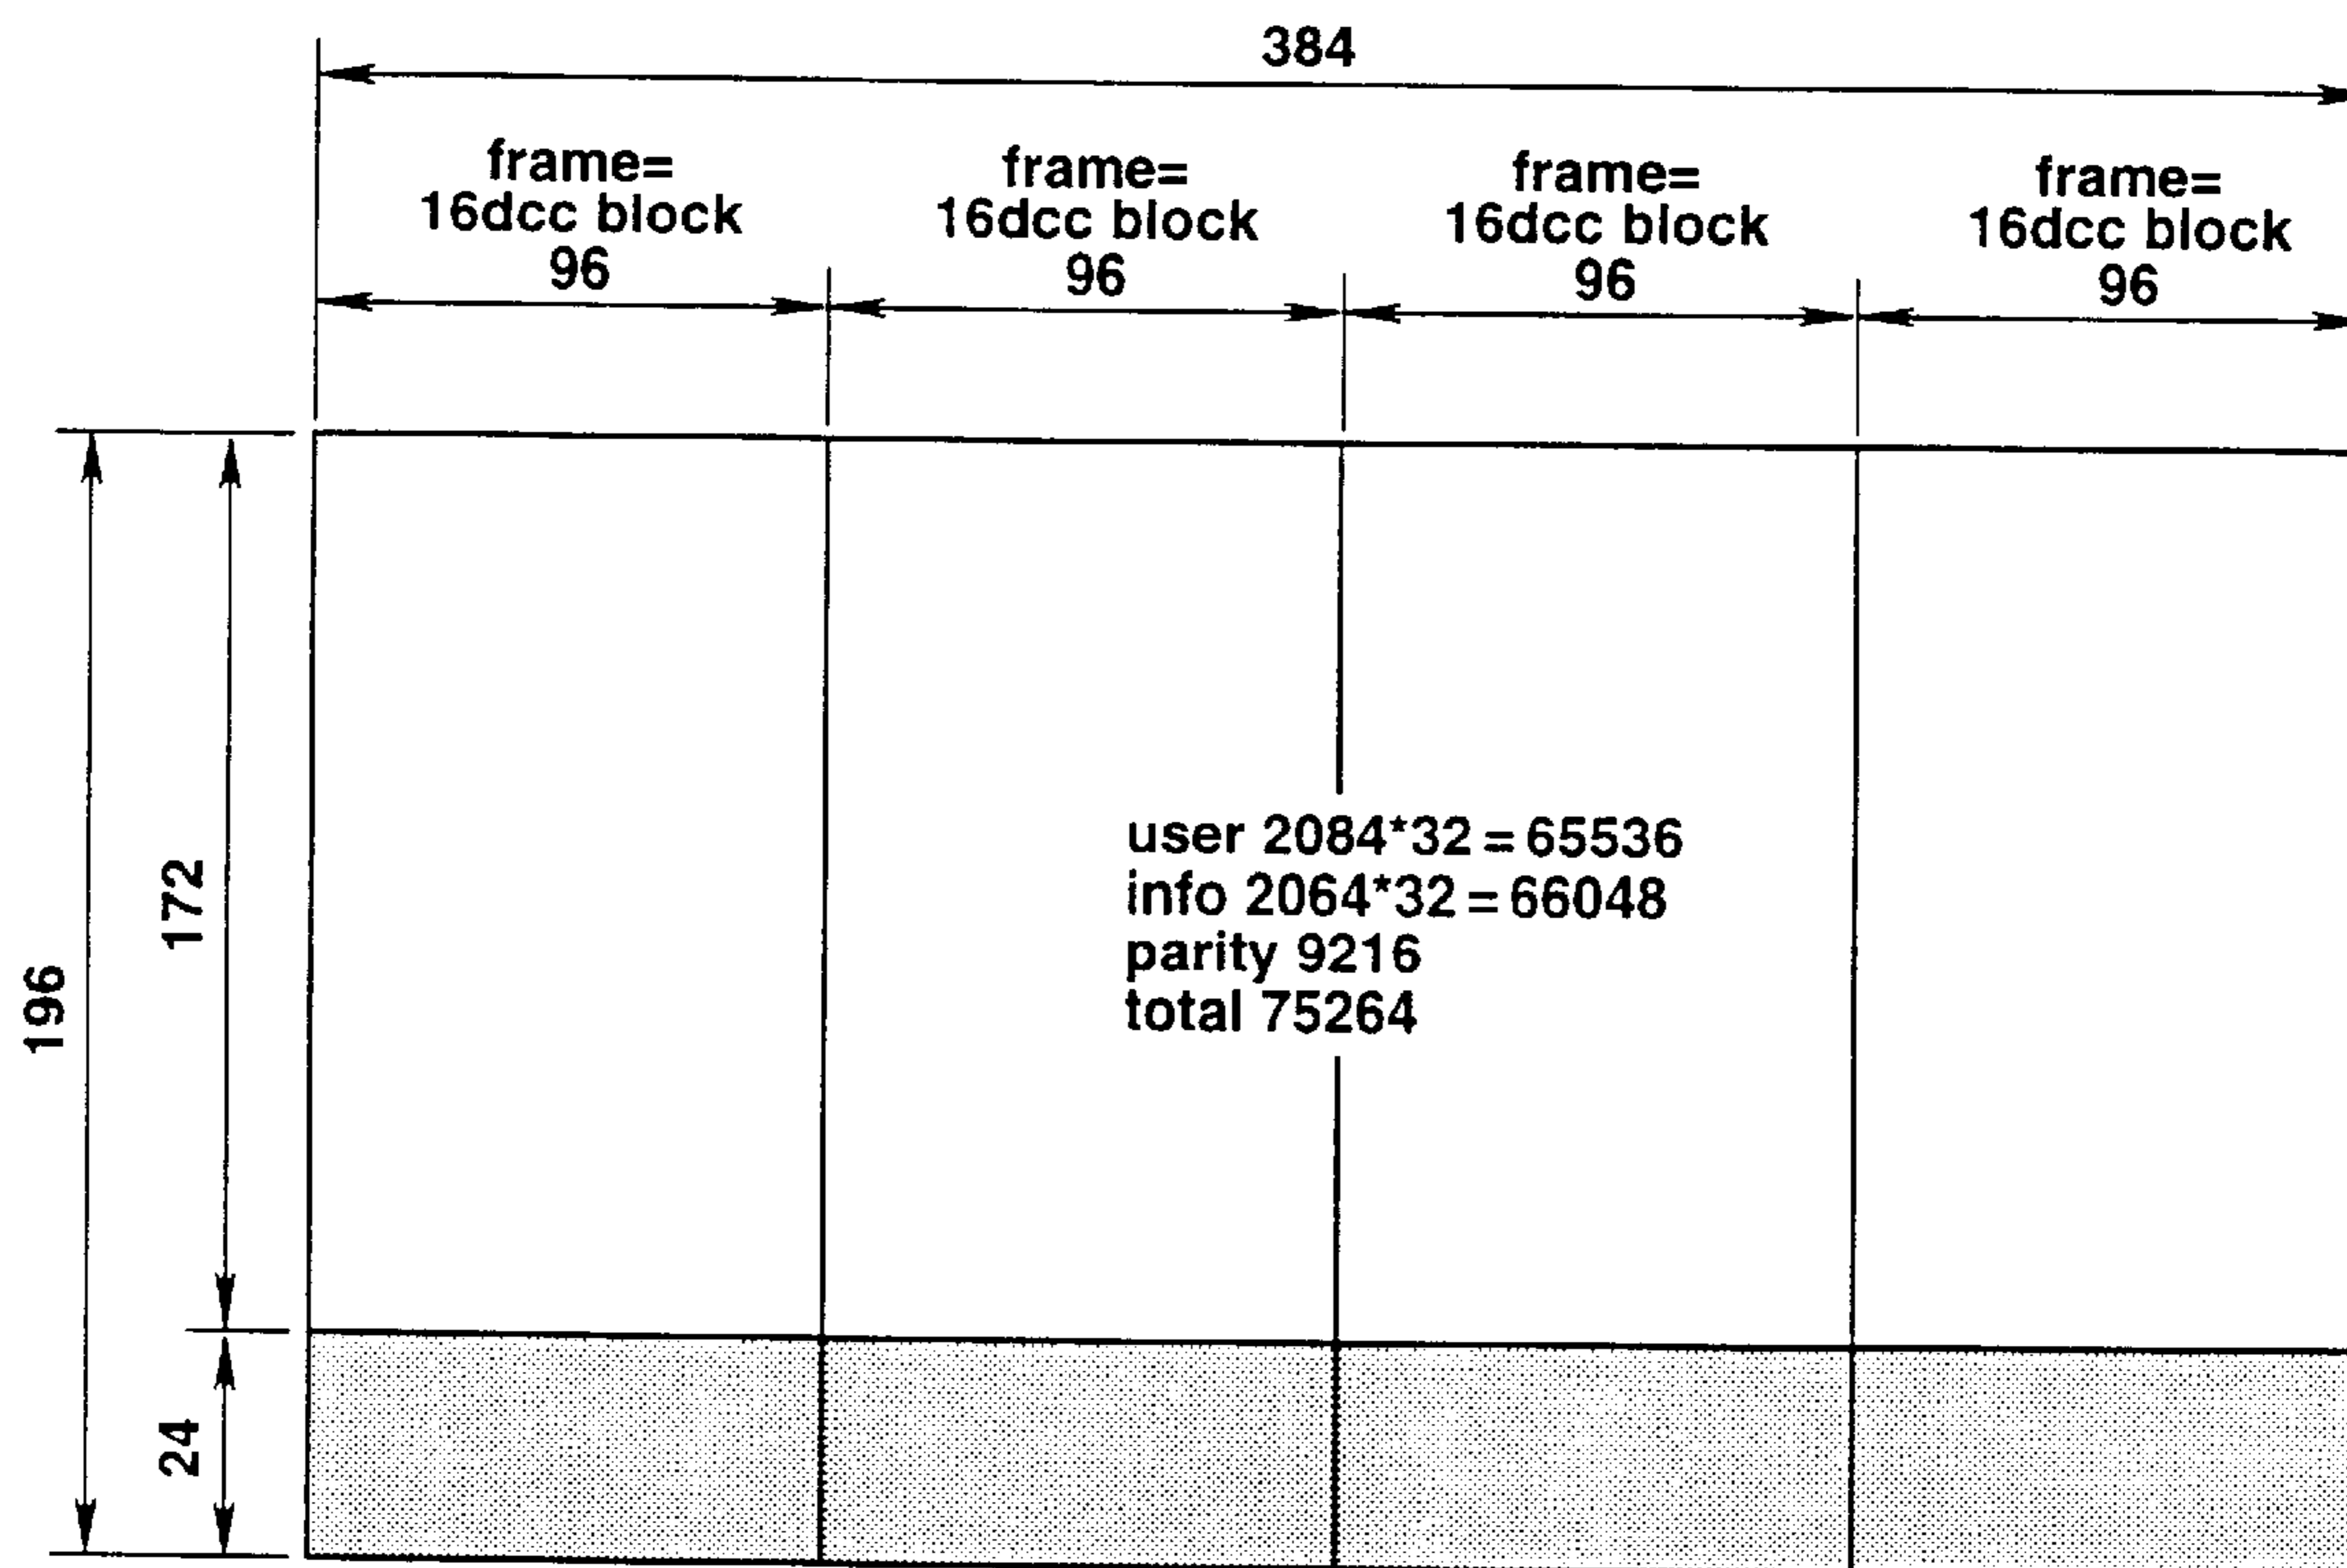 384
frame=
16dcc block
96
frame=
16dcc block
96
frame=
16dcc block
96
frame=
16dcc block
96
196
172
24
user 2084*32=65536
info 2064*32=66048
parity 9216
total 75264